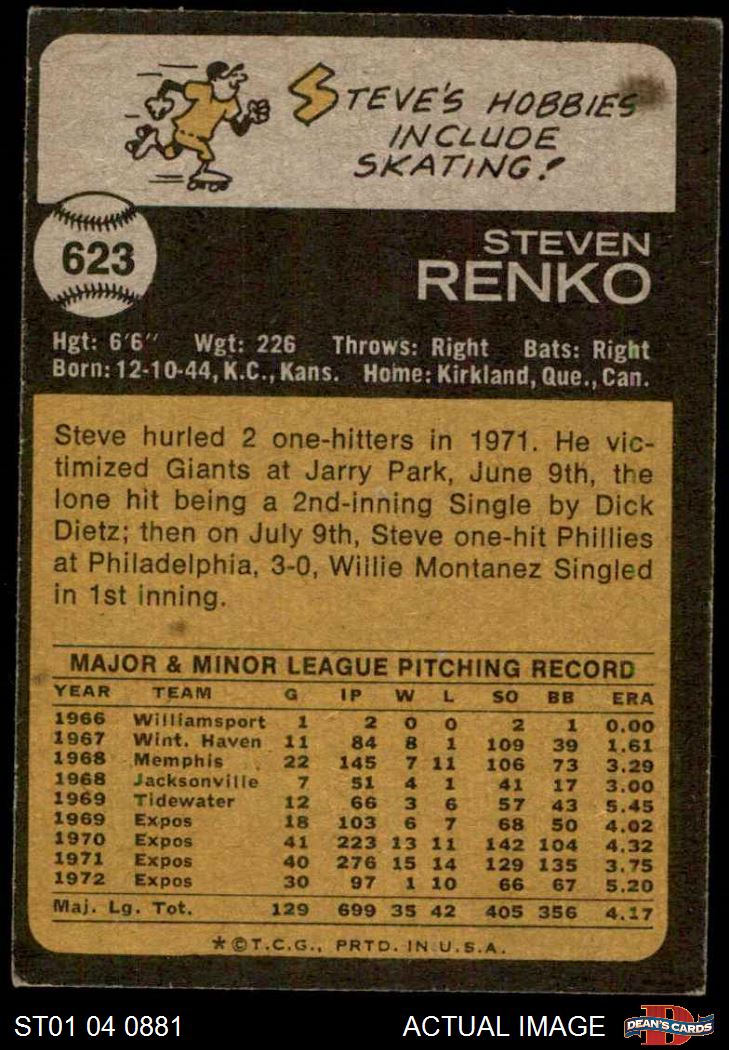 STEVE'S HOBBIES
INCLUDE
SKATING!
623
STEVEN
RENKO
Hgt: 6'6" Wgt: 226 Throws: Right Bats: Right
Born: 12-10-44, K.C., Kans. Home: Kirkland, Que., Can.
Steve hurled 2 one-hitters in 1971. He vic-
timized Giants at Jarry Park, June 9th, the
lone hit being a 2nd-inning Single by Dick
Dietz; then on July 9th, Steve one-hit Phillies
at Philadelphia, 3-0, Willie Montanez Singled
in 1st inning.
MAJOR & MINOR LEAGUE PITCHING RECORD
YEAR TEAM G IP W L SO BB ERA
1966 Williamsport 1 2 0 0 2 1 0.00
1967 Wint. Haven 11 84 8 1 109 39 1.61
1968 Memphis 22 145 7 11 106 73 3.29
1968 Jacksonville 7 51 4 1 41 17 3.00
1969 Tidewater 12 66 3 6 57 43 5.45
1969 Expos 18 103 6 7 68 50 4.02
1970 Expos 41 223 13 11 142 104 4.32
1971 Expos 40 276 15 14 129 135 3.75
1972 Expos 30 97 1 10 66 67 5.20
Maj. Lg. Tot. 129 699 35 42 405 356 4.17
*©T.C.G., PRTD. IN U.S.A.
ST01 04 0881 ACTUAL IMAGE D DEAN'S CARDS